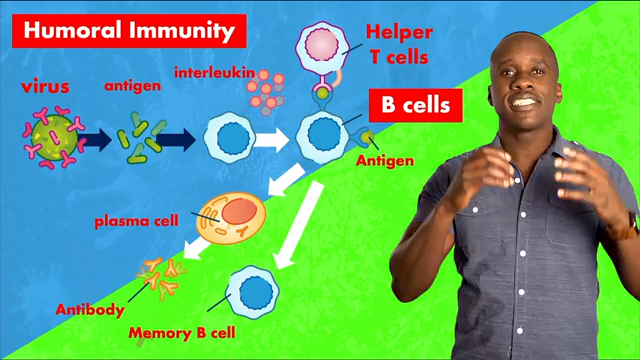 Humoral Immunity
Helper
T cells
interleukin
virus
antigen
B cells
Antigen
plasma cell
Antibody
Memory B cell